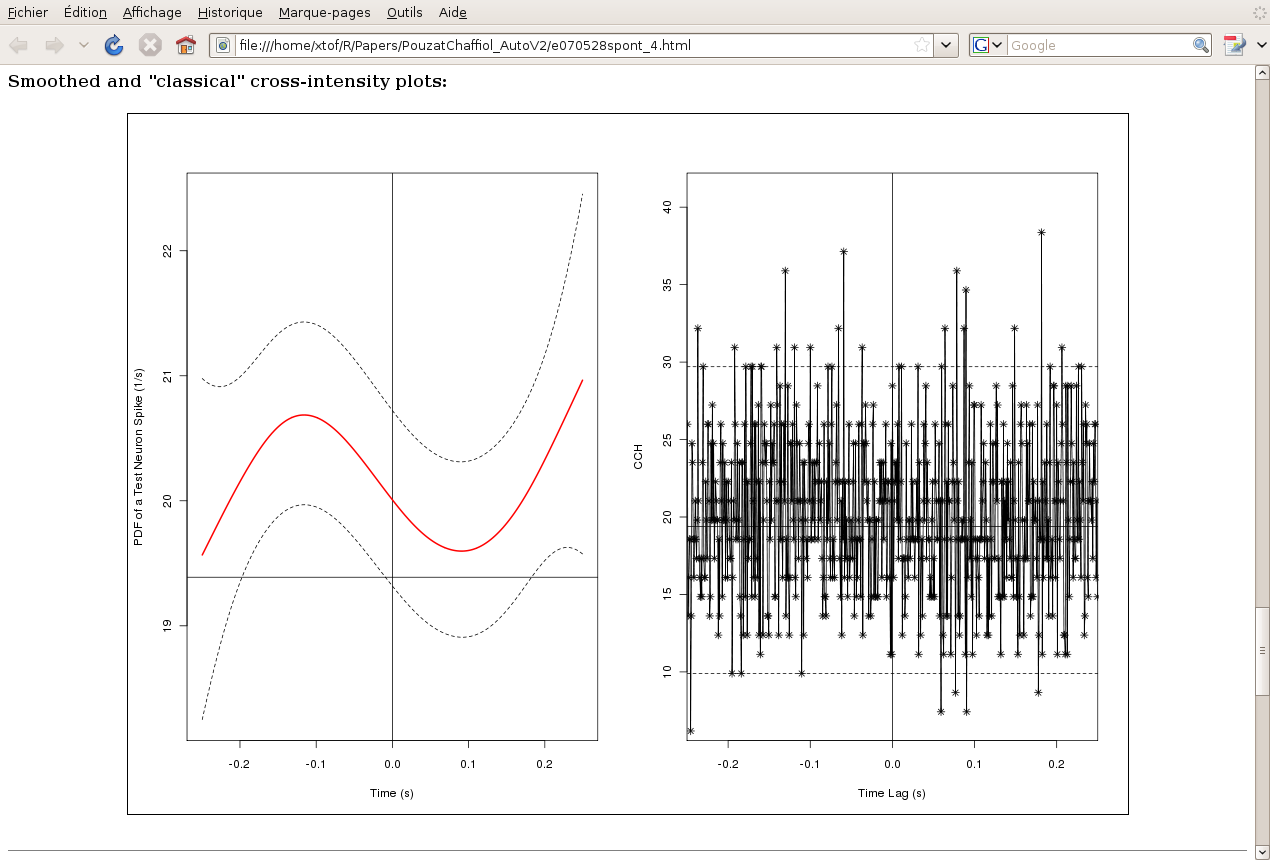 Fichier Édition Affichage Historique Marque-pages Outils Aide
file:///home/xtof/R/Papers/PouzatChaffiol_AutoV2/e070528spont_4.html
G Google
Smoothed and "classical" cross-intensity plots:
PDF of a Test Neuron Spike (1/s)
22
21
20
19
-0.2 -0.1 0.0 0.1 0.2
Time (s)
CCH
40
35
30
25
20
15
10
-0.2 -0.1 0.0 0.1 0.2
Time Lag (s)